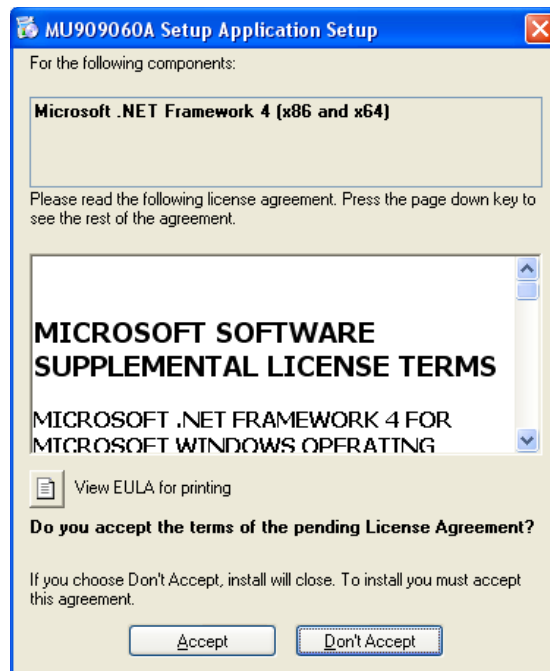 MU909060A Setup Application Setup
For the following components:
Microsoft .NET Framework 4 (x86 and x64)
Please read the following license agreement. Press the page down key to
see the rest of the agreement.
MICROSOFT SOFTWARE
SUPPLEMENTAL LICENSE TERMS
MICROSOFT .NET FRAMEWORK 4 FOR
MICROSOFT WINDOWS OPERATING
View EULA for printing
Do you accept the terms of the pending License Agreement?
If you choose Don't Accept, install will close. To install you must accept
this agreement.
Accept Don't Accept